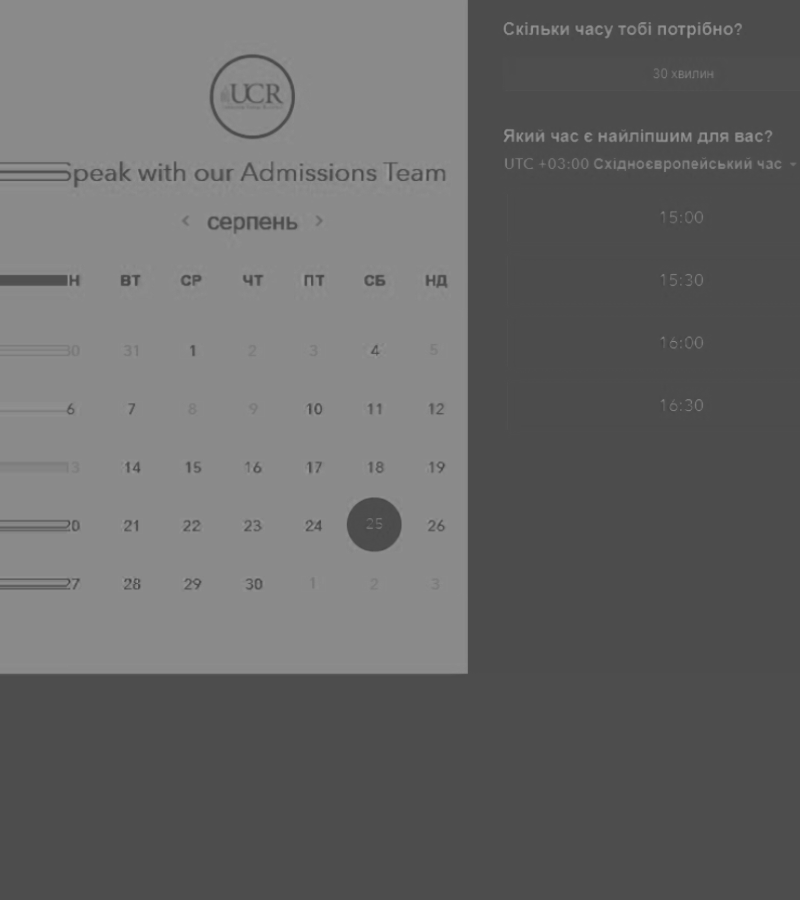 UCR
Speak with our Admissions Team
серпень
Н ВТ СР ЧТ ПТ СБ НД
30 31 1 2 3 4 5
6 7 8 9 10 11 12
13 14 15 16 17 18 19
20 21 22 23 24 25 26
27 28 29 30 1 2 3
Скільки часу тобі потрібно?
30 хвилин
Який час є найліпшим для вас?
UTC +03:00 Східноєвропейський час
15:00
15:30
16:00
16:30